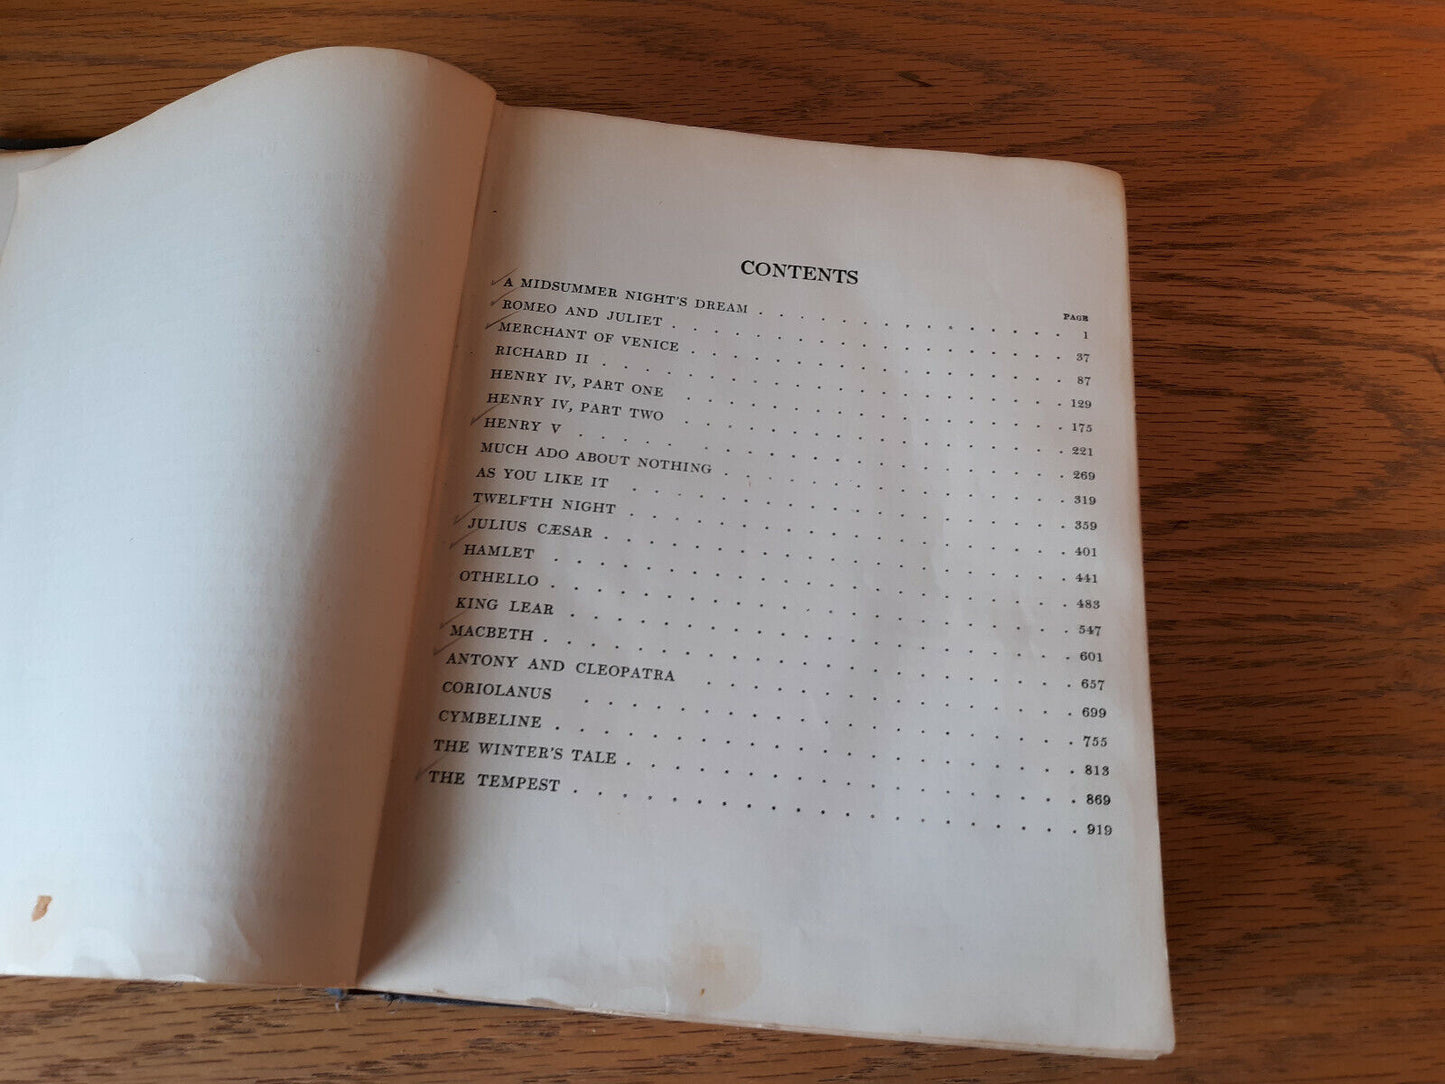 CONTENTS
PAGE
A MIDSUMMER NIGHT'S DREAM . . . . . . . . . . . . . 1
ROMEO AND JULIET . . . . . . . . . . . . . . . . 37
MERCHANT OF VENICE . . . . . . . . . . . . . . . . 87
RICHARD II . . . . . . . . . . . . . . . . . . . 129
HENRY IV, PART ONE . . . . . . . . . . . . . . . . 175
HENRY IV, PART TWO . . . . . . . . . . . . . . . . 221
HENRY V . . . . . . . . . . . . . . . . . . . . 269
MUCH ADO ABOUT NOTHING . . . . . . . . . . . . . . 319
AS YOU LIKE IT . . . . . . . . . . . . . . . . . . 359
TWELFTH NIGHT . . . . . . . . . . . . . . . . . . 401
JULIUS CÆSAR . . . . . . . . . . . . . . . . . . . 441
HAMLET . . . . . . . . . . . . . . . . . . . . . 483
OTHELLO . . . . . . . . . . . . . . . . . . . . . 547
KING LEAR . . . . . . . . . . . . . . . . . . . . 601
MACBETH . . . . . . . . . . . . . . . . . . . . . 657
ANTONY AND CLEOPATRA . . . . . . . . . . . . . . . 699
CORIOLANUS . . . . . . . . . . . . . . . . . . . . 755
CYMBELINE . . . . . . . . . . . . . . . . . . . . 813
THE WINTER'S TALE . . . . . . . . . . . . . . . . . 869
THE TEMPEST . . . . . . . . . . . . . . . . . . . 919